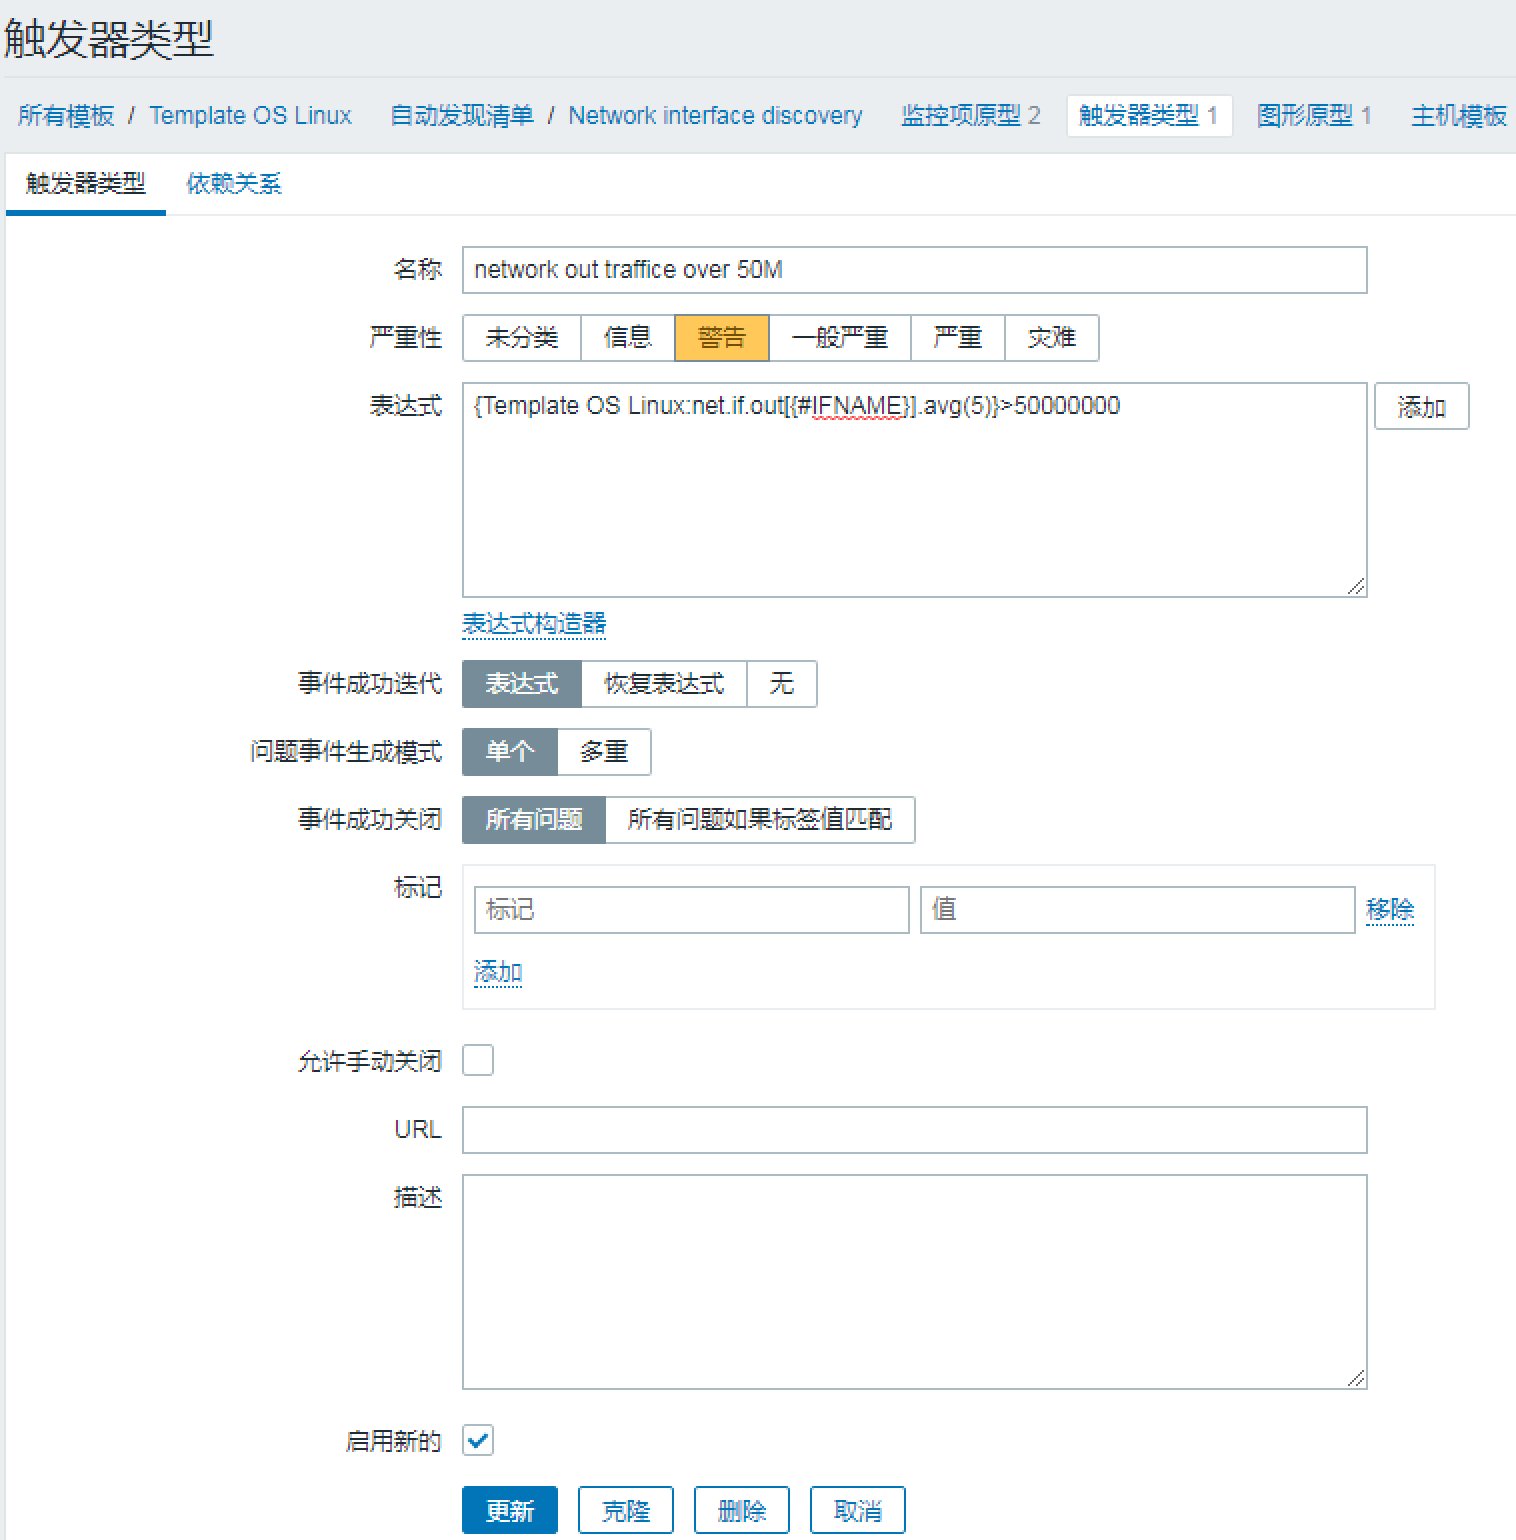 触发器类型
所有模板 / Template OS Linux 自动发现清单 / Network interface discovery 监控项原型 2 触发器类型 1 图形原型 1 主机模板
触发器类型 依赖关系
名称 network out traffice over 50M
严重性 未分类 信息 警告 一般严重 严重 灾难
表达式 {Template OS Linux:net.if.out[{#IFNAME}].avg(5)}>50000000 添加
表达式构造器
事件成功迭代 表达式 恢复表达式 无
问题事件生成模式 单个 多重
事件成功关闭 所有问题 所有问题如果标签值匹配
标记 标记 值 移除
添加
允许手动关闭
URL
描述
启用新的
更新 克隆 删除 取消